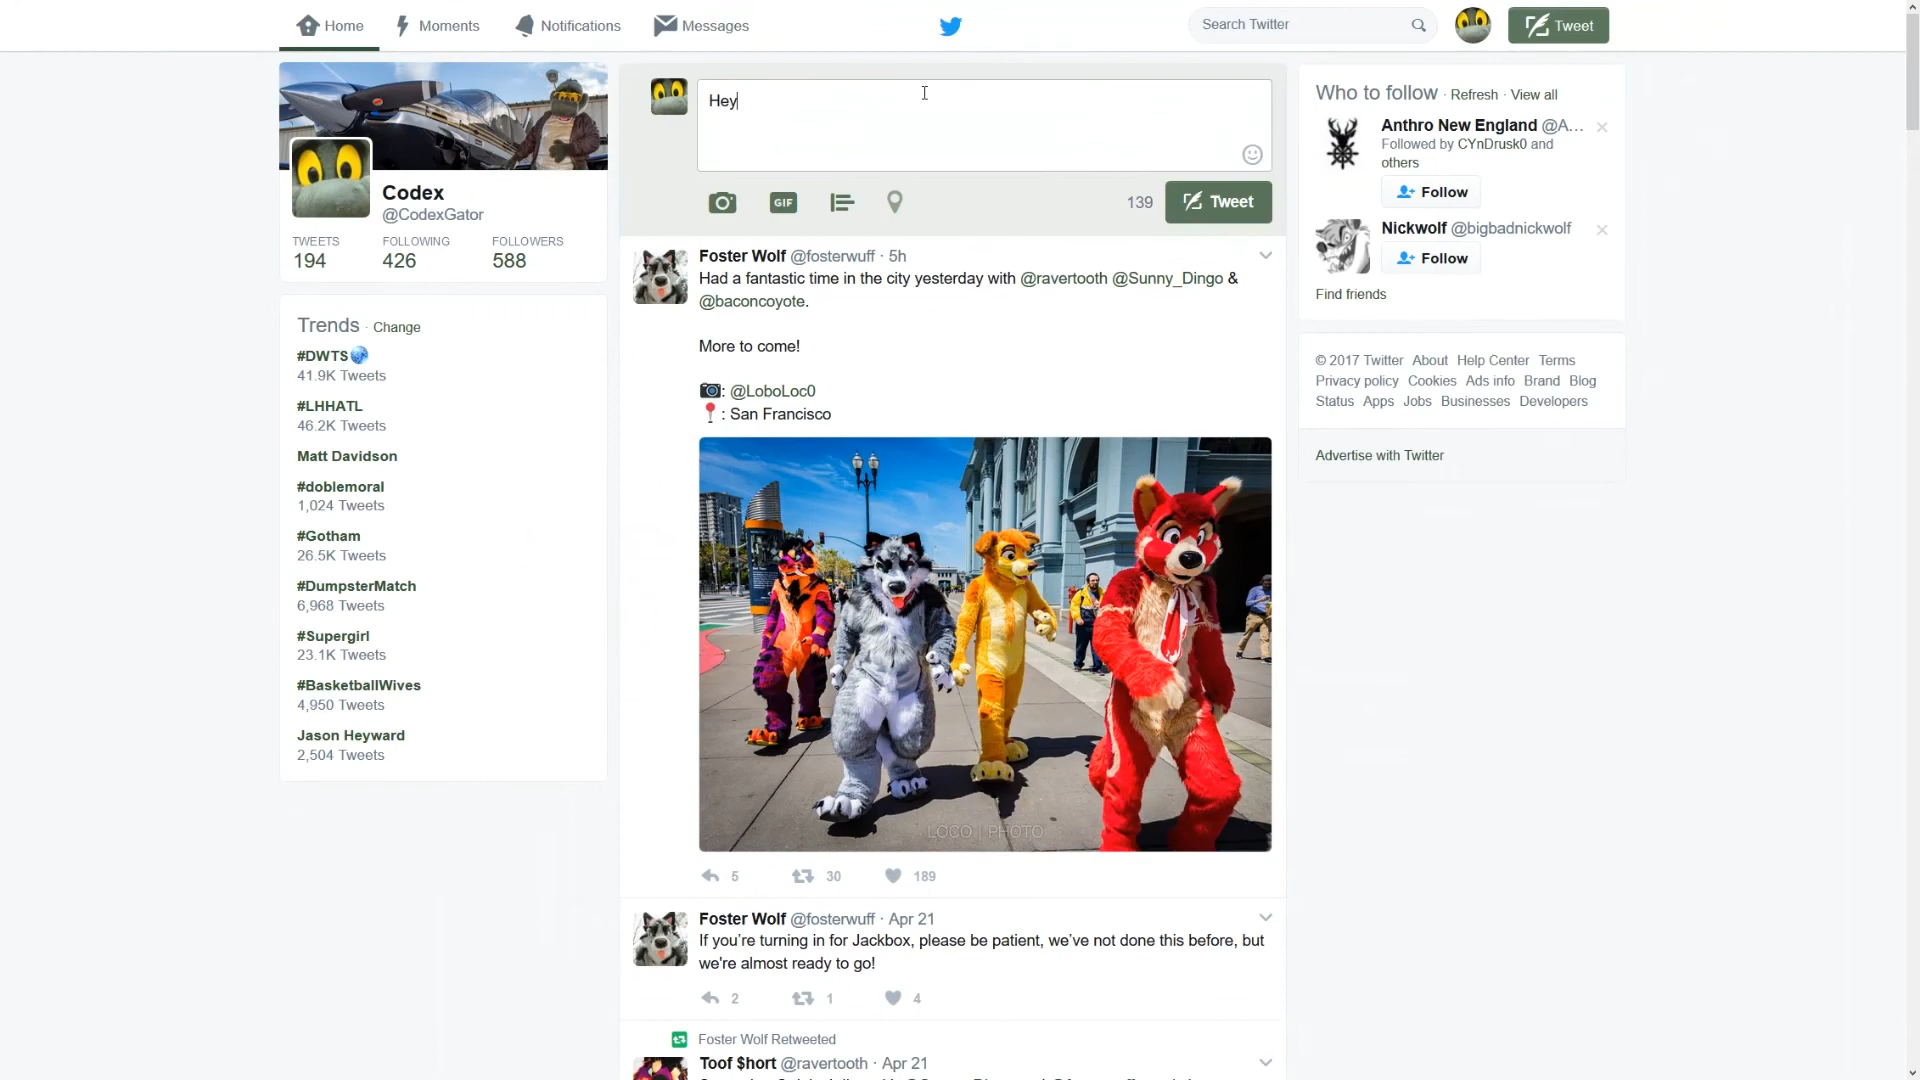 Home
Moments
Notifications
Messages
Search Twitter
Tweet
Codex
@CodexGator
TWEETS FOLLOWING FOLLOWERS
194 426 588
Trends · Change
#DWTS
41.9K Tweets
#LHHATL
46.2K Tweets
Matt Davidson
#doblemoral
1,024 Tweets
#Gotham
26.5K Tweets
#DumpsterMatch
6,968 Tweets
#Supergirl
23.1K Tweets
#BasketballWives
4,950 Tweets
Jason Heyward
2,504 Tweets
Hey
GIF
139
Tweet
Foster Wolf @fosterwuff · 5h
Had a fantastic time in the city yesterday with @ravertooth @Sunny_Dingo &
@baconcoyote.
More to come!
: @LoboLoc0
: San Francisco
LOCO | PHOTO
5 30 189
Foster Wolf @fosterwuff · Apr 21
If you're turning in for Jackbox, please be patient, we've not done this before, but
we're almost ready to go!
2 1 4
Foster Wolf Retweeted
Toof $hort @ravertooth · Apr 21
Who to follow · Refresh · View all
Anthro New England @A...
Followed by CYnDrusk0 and
others
Follow
Nickwolf @bigbadnickwolf
Follow
Find friends
© 2017 Twitter About Help Center Terms
Privacy policy Cookies Ads info Brand Blog
Status Apps Jobs Businesses Developers
Advertise with Twitter